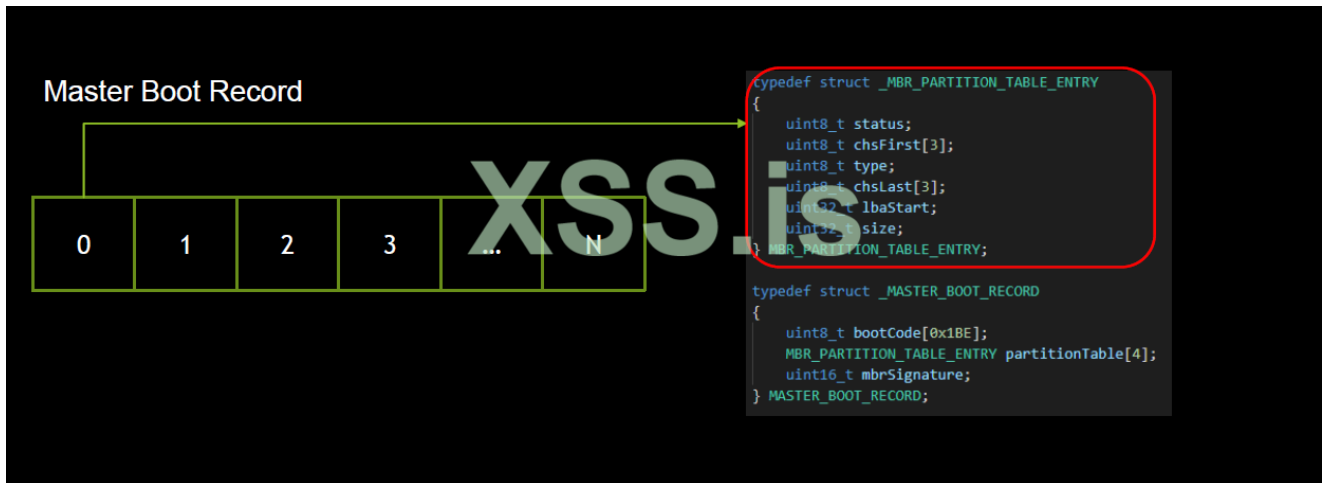 Master Boot Record
0 1 2 3 ... N
typedef struct _MBR_PARTITION_TABLE_ENTRY
{
uint8_t status;
uint8_t chsFirst[3];
uint8_t type;
uint8_t chsLast[3];
uint32_t lbaStart;
uint32_t size;
} MBR_PARTITION_TABLE_ENTRY;
typedef struct _MASTER_BOOT_RECORD
{
uint8_t bootCode[0x1BE];
MBR_PARTITION_TABLE_ENTRY partitionTable[4];
uint16_t mbrSignature;
} MASTER_BOOT_RECORD;
XSS.is